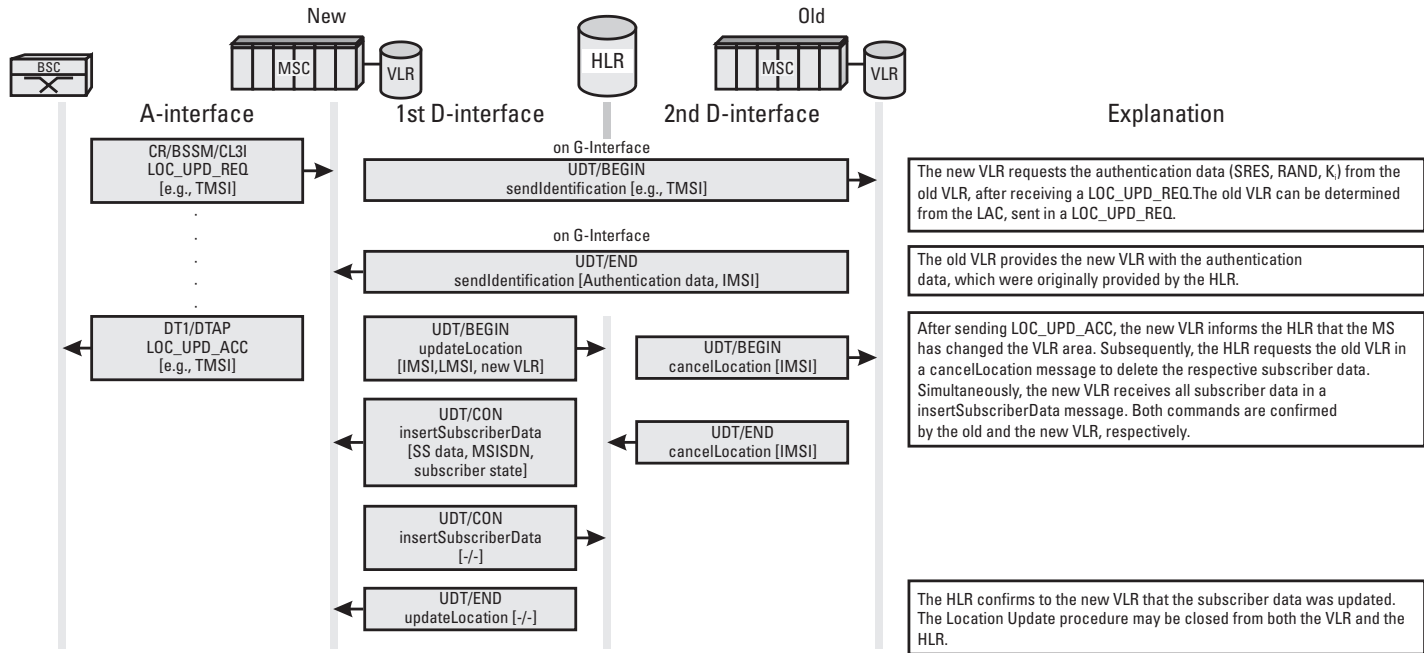 New
Old
BSC
MSC
VLR
HLR
MSC
VLR
A-interface
1st D-interface
2nd D-interface
Explanation
CR/BSSM/CL3I
LOC_UPD_REQ
[e.g., TMSI]
on G-Interface
UDT/BEGIN
sendIdentification [e.g., TMSI]
The new VLR requests the authentication data (SRES, RAND, Ki) from the
old VLR, after receiving a LOC_UPD_REQ.The old VLR can be determined
from the LAC, sent in a LOC_UPD_REQ.
on G-Interface
UDT/END
sendIdentification [Authentication data, IMSI]
The old VLR provides the new VLR with the authentication
data, which were originally provided by the HLR.
DT1/DTAP
LOC_UPD_ACC
[e.g., TMSI]
UDT/BEGIN
updateLocation
[IMSI,LMSI, new VLR]
UDT/BEGIN
cancelLocation [IMSI]
After sending LOC_UPD_ACC, the new VLR informs the HLR that the MS
has changed the VLR area. Subsequently, the HLR requests the old VLR in
a cancelLocation message to delete the respective subscriber data.
Simultaneously, the new VLR receives all subscriber data in a
insertSubscriberData message. Both commands are confirmed
by the old and the new VLR, respectively.
UDT/CON
insertSubscriberData
[SS data, MSISDN,
subscriber state]
UDT/END
cancelLocation [IMSI]
UDT/CON
insertSubscriberData
[-/-]
UDT/END
updateLocation [-/-]
The HLR confirms to the new VLR that the subscriber data was updated.
The Location Update procedure may be closed from both the VLR and the
HLR.